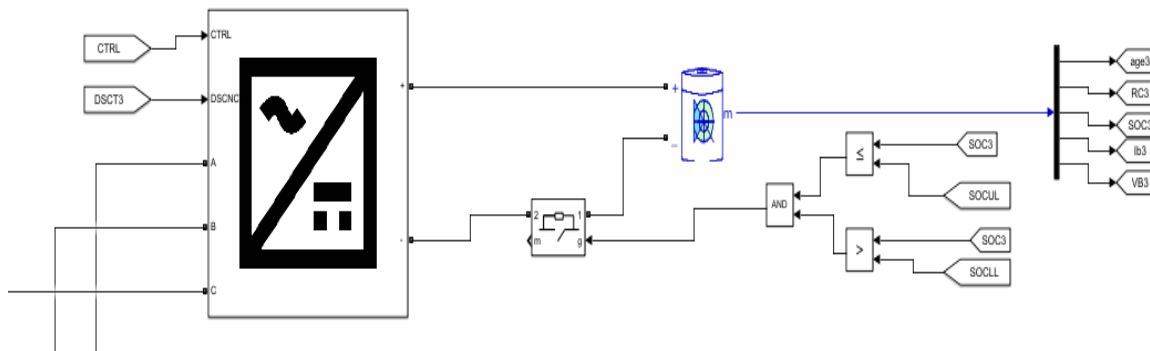 CTRL
CTRL
DSCT3
DSCNC
A
B
C
+
-
+
-
m
2
1
m
g
AND
≤
>
SOC3
SOCUL
SOC3
SOCLL
age3
RC3
SOC3
Ib3
VB3